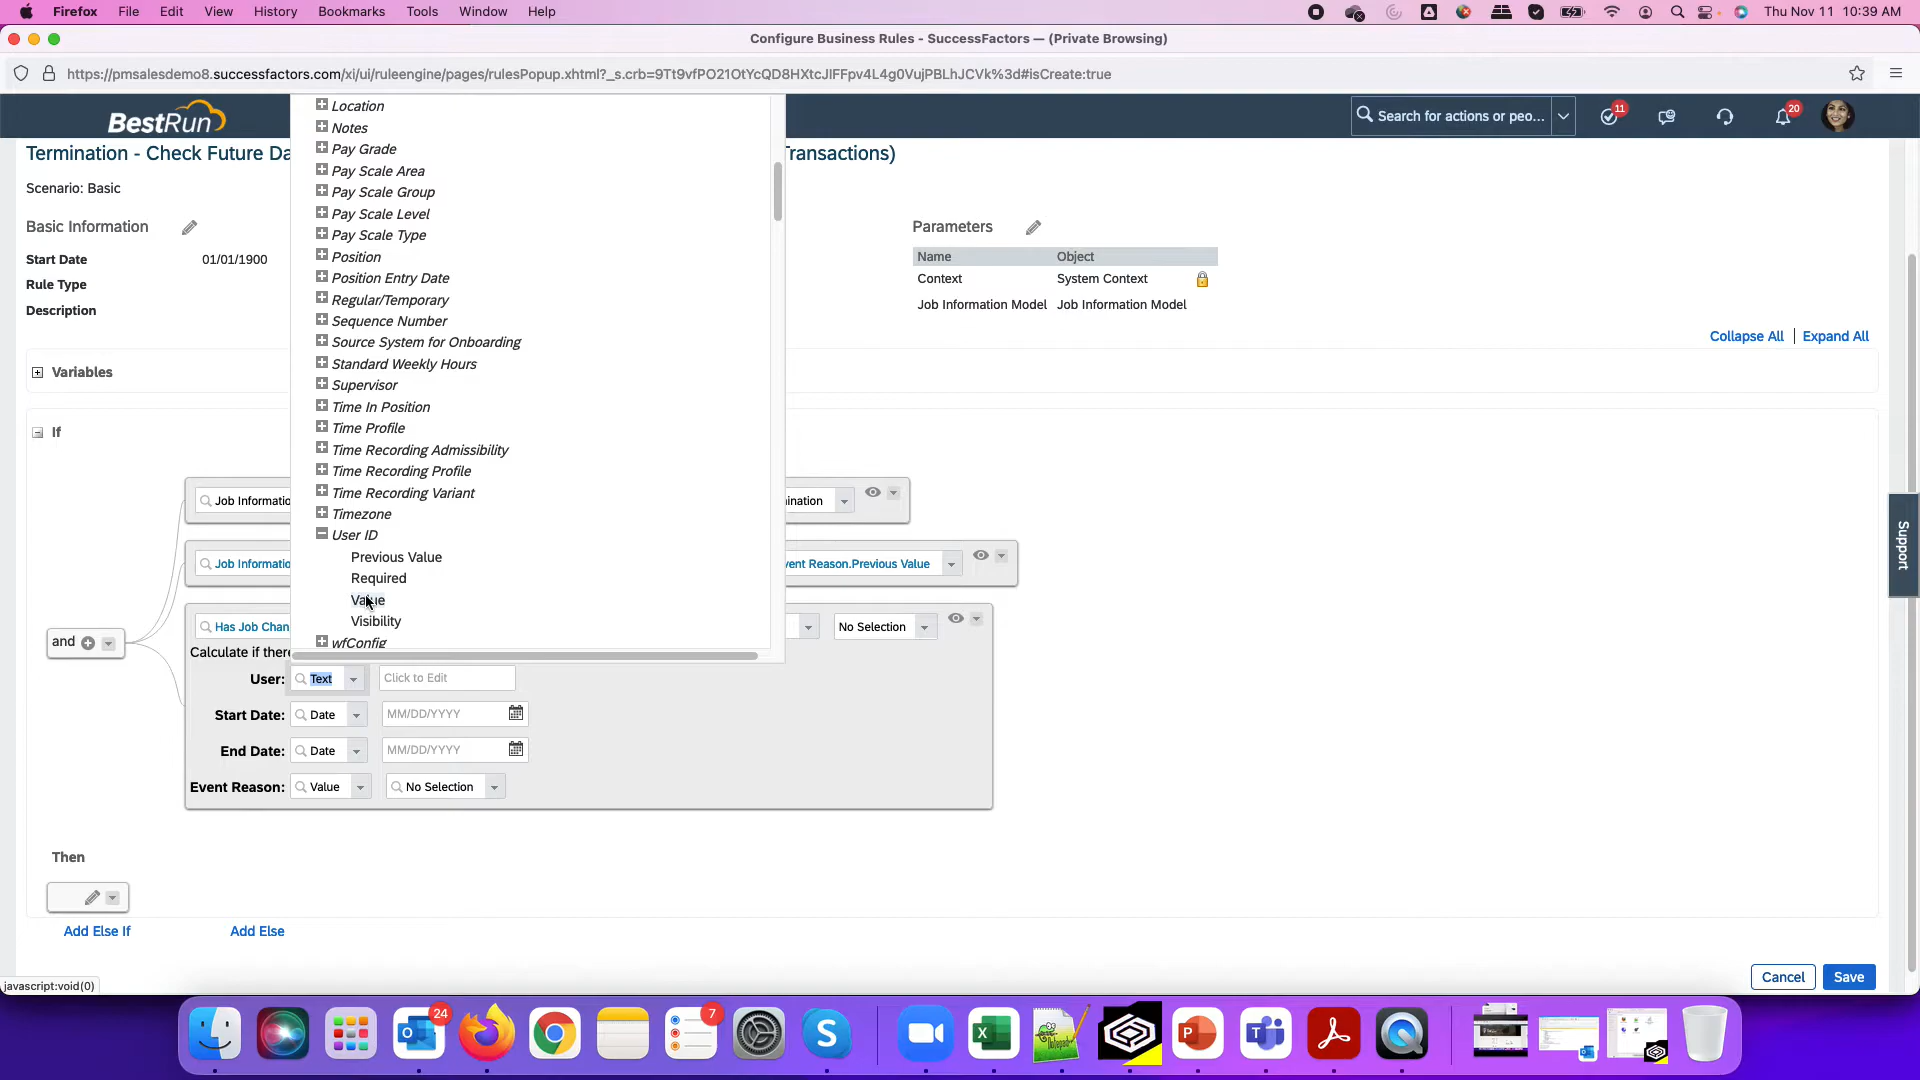 Firefox File Edit View History Bookmarks Tools Window Help Thu Nov 11 10:39 AM
Configure Business Rules - SuccessFactors — (Private Browsing)
https://pmsalesdemo8.successfactors.com/xi/ui/ruleengine/pages/rulesPopup.xhtml?_s.crb=9Tt9vfPO21OtYcQD8HXtcJIFFpv4L4g0VujPBLhJCVk%3d#isCreate:true
BestRun Search for actions or peo... 11 20
Termination - Check Future Da Transactions)
Scenario: Basic
Basic Information
Start Date 01/01/1900
Rule Type
Description
Parameters
Name Object
Context System Context
Job Information Model Job Information Model
Collapse All Expand All
Variables
If
Location
Notes
Pay Grade
Pay Scale Area
Pay Scale Group
Pay Scale Level
Pay Scale Type
Position
Position Entry Date
Regular/Temporary
Sequence Number
Source System for Onboarding
Standard Weekly Hours
Supervisor
Time In Position
Time Profile
Time Recording Admissibility
Time Recording Profile
Time Recording Variant
Timezone
User ID
Previous Value
Required
Value
Visibility
wfConfig
Job Informatio ination
Job Informatio vent Reason.Previous Value
and
Has Job Chan No Selection
Calculate if there
User: Text Click to Edit
Start Date: Date MM/DD/YYYY
End Date: Date MM/DD/YYYY
Event Reason: Value No Selection
Then
Add Else If Add Else
Support
Cancel Save
javascript:void(0)
24 7